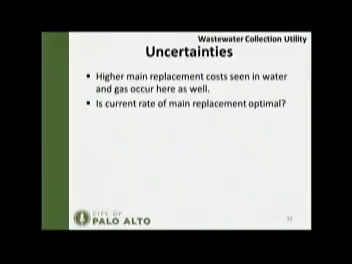 Wastewater Collection Utility
Uncertainties
▪ Higher main replacement costs seen in water
and gas occur here as well.
▪ Is current rate of main replacement optimal?
CITY OF
PALO ALTO